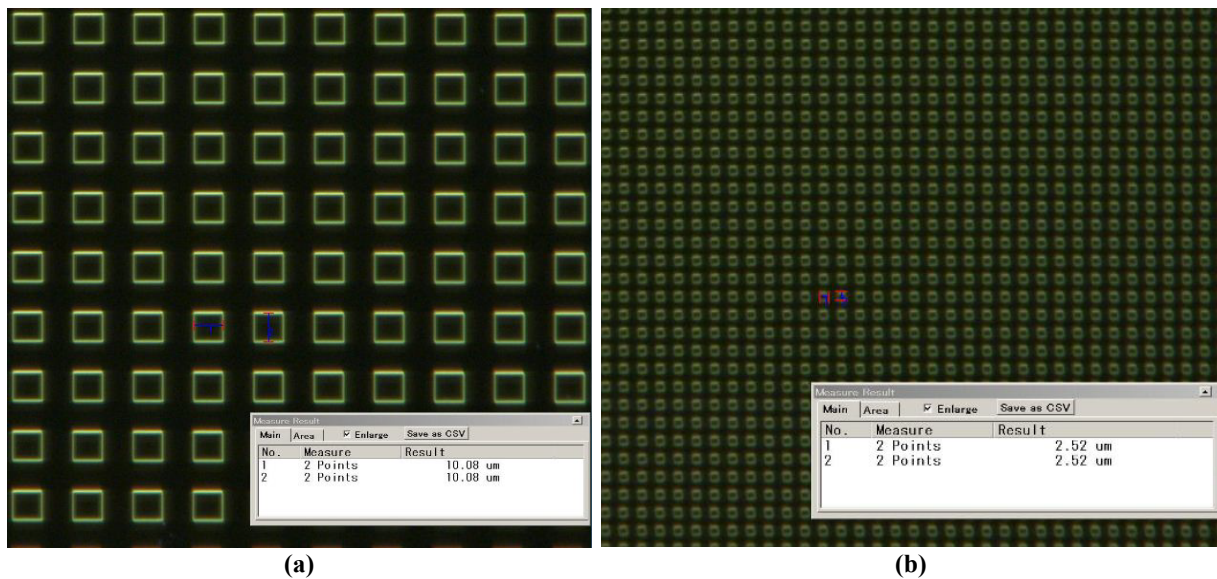 Measure Result
Main Area Enlarge Save as CSV
No. Measure Result
1 2 Points 10.08 um
2 2 Points 10.08 um
Measure Result
Main Area Enlarge Save as CSV
No. Measure Result
1 2 Points 2.52 um
2 2 Points 2.52 um
(a) (b)